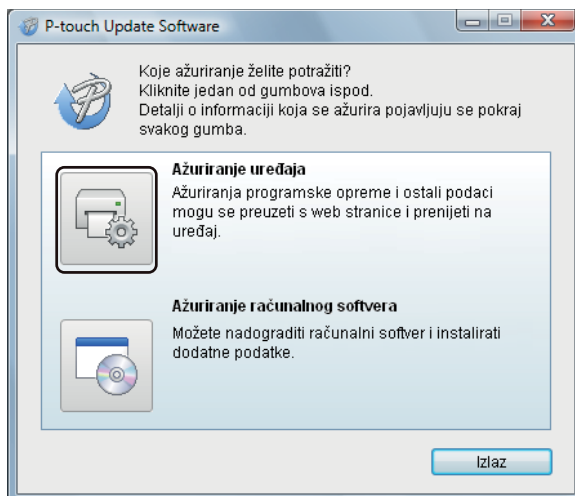 P-touch Update Software
Koje ažuriranje želite potražiti?
Kliknite jedan od gumbova ispod.
Detalji o informaciji koja se ažurira pojavljuju se pokraj
svakog gumba.
Ažuriranje uređaja
Ažuriranja programske opreme i ostali podaci
mogu se preuzeti s web stranice i prenijeti na
uređaj.
Ažuriranje računalnog softvera
Možete nadograditi računalni softver i instalirati
dodatne podatke.
Izlaz